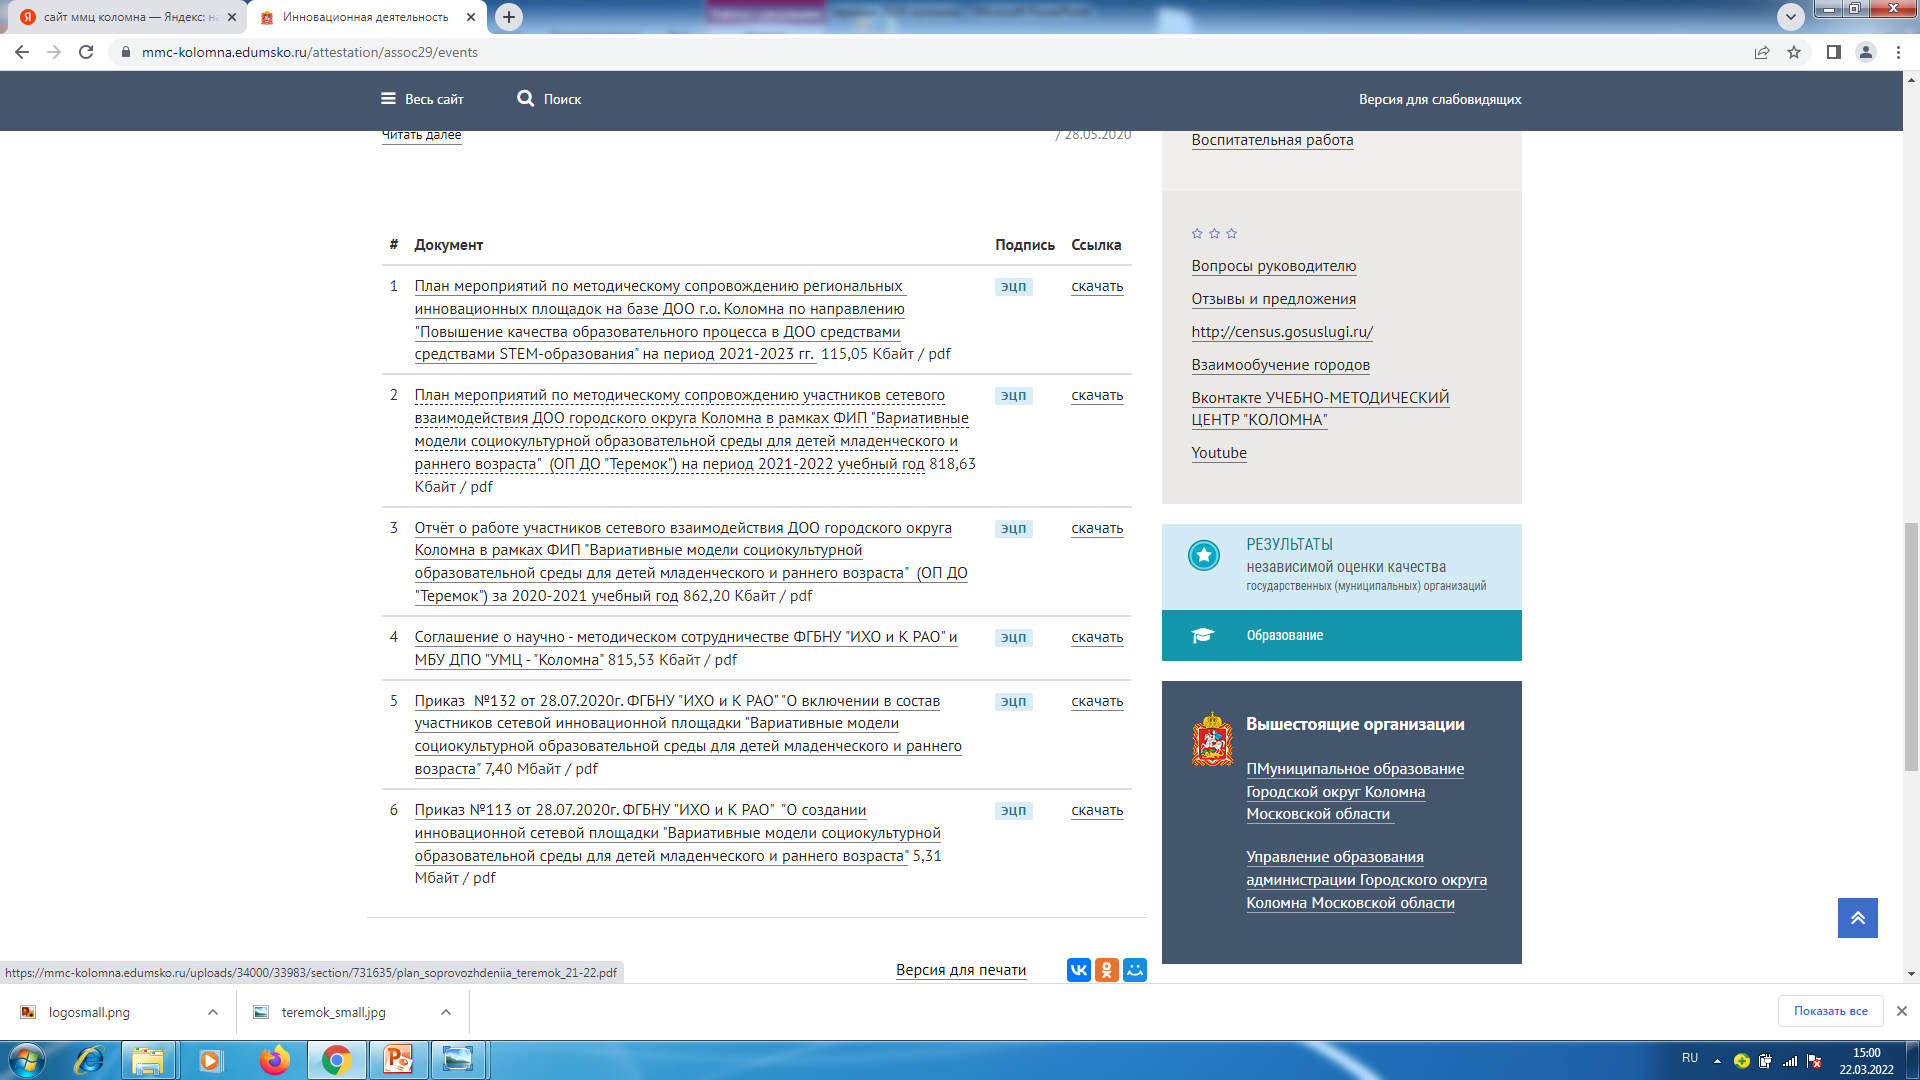 сайт ммц коломна — Яндекс: на
Инновационная деятельность
mmc-kolomna.edumsko.ru/attestation/assoc29/events
Весь сайт
Поиск
Версия для слабовидящих
Читать далее
/ 28.05.2020
# Документ Подпись Ссылка
1 План мероприятий по методическому сопровождению региональных ЭЦП скачать
инновационных площадок на базе ДОО г.о. Коломна по направлению
"Повышение качества образовательного процесса в ДОО средствами
средствами STEM-образования" на период 2021-2023 гг. 115,05 Кбайт / pdf
2 План мероприятий по методическому сопровождению участников сетевого ЭЦП скачать
взаимодействия ДОО городского округа Коломна в рамках ФИП "Вариативные
модели социокультурной образовательной среды для детей младенческого и
раннего возраста" (ОП ДО "Теремок") на период 2021-2022 учебный год 818,63
Кбайт / pdf
3 Отчёт о работе участников сетевого взаимодействия ДОО городского округа ЭЦП скачать
Коломна в рамках ФИП "Вариативные модели социокультурной
образовательной среды для детей младенческого и раннего возраста" (ОП ДО
"Теремок") за 2020-2021 учебный год 862,20 Кбайт / pdf
4 Соглашение о научно - методическом сотрудничестве ФГБНУ "ИХО и К РАО" и ЭЦП скачать
МБУ ДПО "УМЦ - "Коломна" 815,53 Кбайт / pdf
5 Приказ №132 от 28.07.2020г. ФГБНУ "ИХО и К РАО" "О включении в состав ЭЦП скачать
участников сетевой инновационной площадки "Вариативные модели
социокультурной образовательной среды для детей младенческого и раннего
возраста" 7,40 Мбайт / pdf
6 Приказ №113 от 28.07.2020г. ФГБНУ "ИХО и К РАО" "О создании ЭЦП скачать
инновационной сетевой площадки "Вариативные модели социокультурной
образовательной среды для детей младенческого и раннего возраста" 5,31
Мбайт / pdf
Версия для печати
Воспитательная работа
Вопросы руководителю
Отзывы и предложения
http://census.gosuslugi.ru/
Взаимообучение городов
Вконтакте УЧЕБНО-МЕТОДИЧЕСКИЙ
ЦЕНТР "КОЛОМНА"
Youtube
РЕЗУЛЬТАТЫ
независимой оценки качества
государственных (муниципальных) организаций
Образование
Вышестоящие организации
ПМуниципальное образование
Городской округ Коломна
Московской области
Управление образования
администрации Городского округа
Коломна Московской области
https://mmc-kolomna.edumsko.ru/uploads/34000/33983/section/731635/plan_soprovozhdeniia_teremok_21-22.pdf
logosmall.png
teremok_small.jpg
Показать все
RU
15:00
22.03.2022